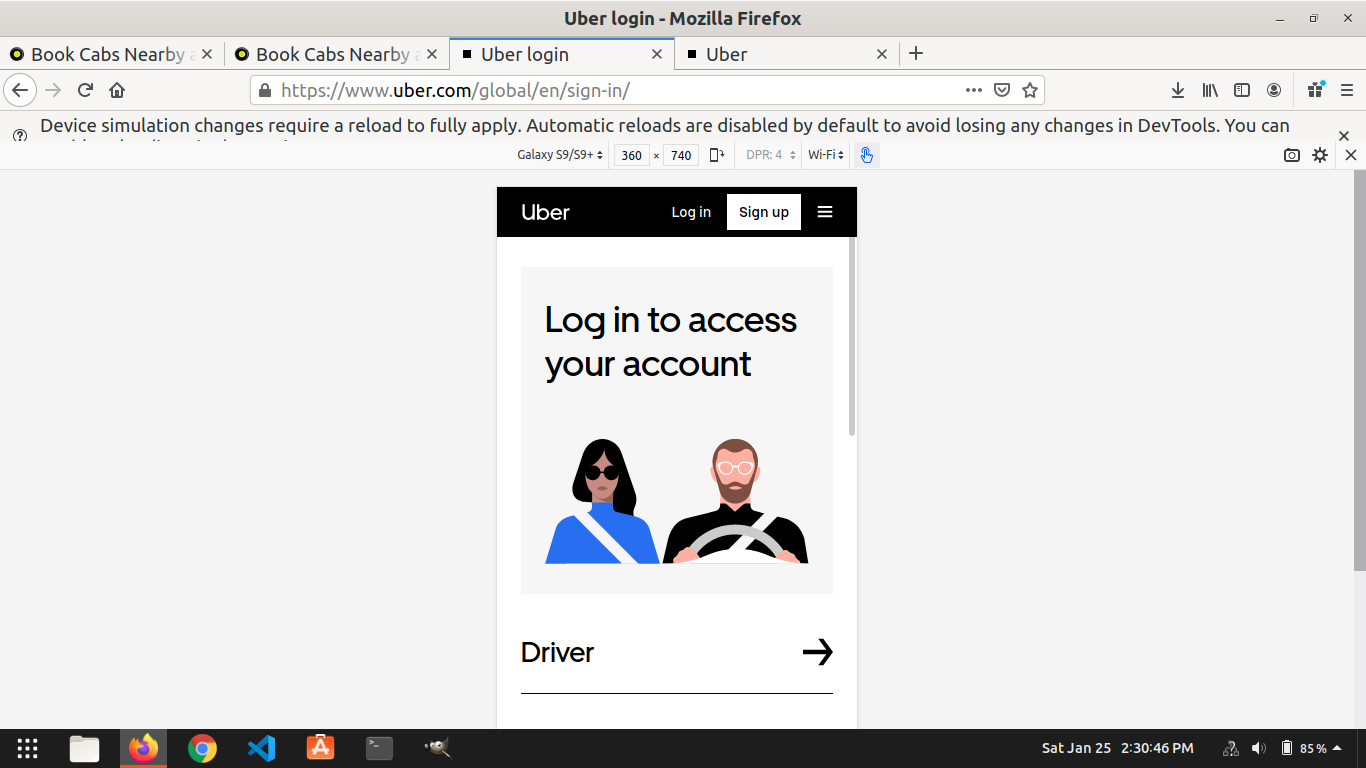 Uber login - Mozilla Firefox
Book Cabs Nearby a
Book Cabs Nearby a
Uber login
Uber
https://www.uber.com/global/en/sign-in/
Device simulation changes require a reload to fully apply. Automatic reloads are disabled by default to avoid losing any changes in DevTools. You can
Galaxy S9/S9+ 360 × 740 DPR: 4 Wi-Fi
Uber Log in Sign up
Log in to access
your account
Driver
Sat Jan 25 2:30:46 PM 85 %